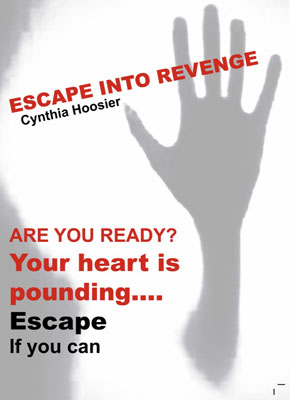 ESCAPE INTO REVENGE
Cynthia Hoosier
ARE YOU READY?
Your heart is
pounding....
Escape
If you can